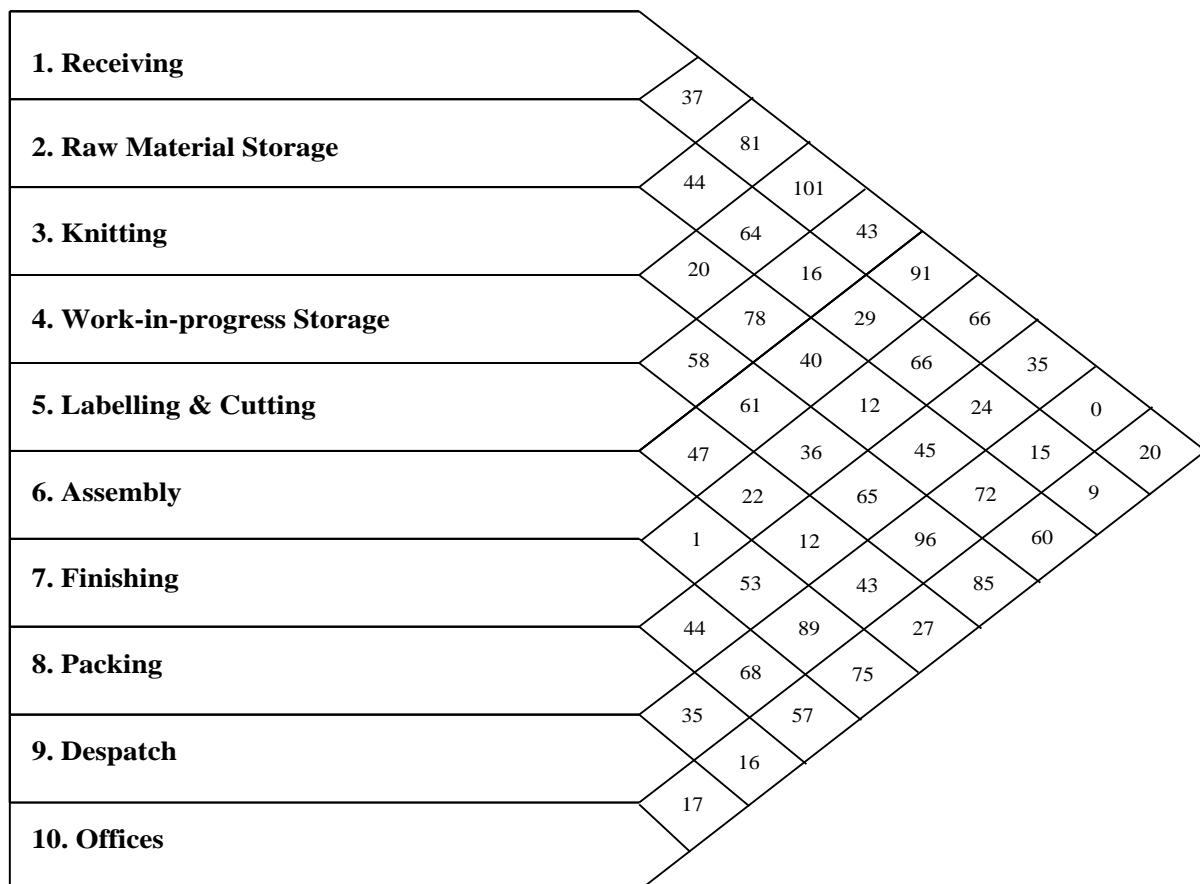 1. Receiving
37
2. Raw Material Storage 81
44 101
3. Knitting 64 43
20 16 91
4. Work-in-progress Storage 78 29 66
58 40 66 35
5. Labelling & Cutting 61 12 24 0
47 36 45 15 20
6. Assembly 22 65 72 9
1 12 96 60
7. Finishing 53 43 85
44 89 27
8. Packing 68 75
35 57
9. Despatch 16
17
10. Offices